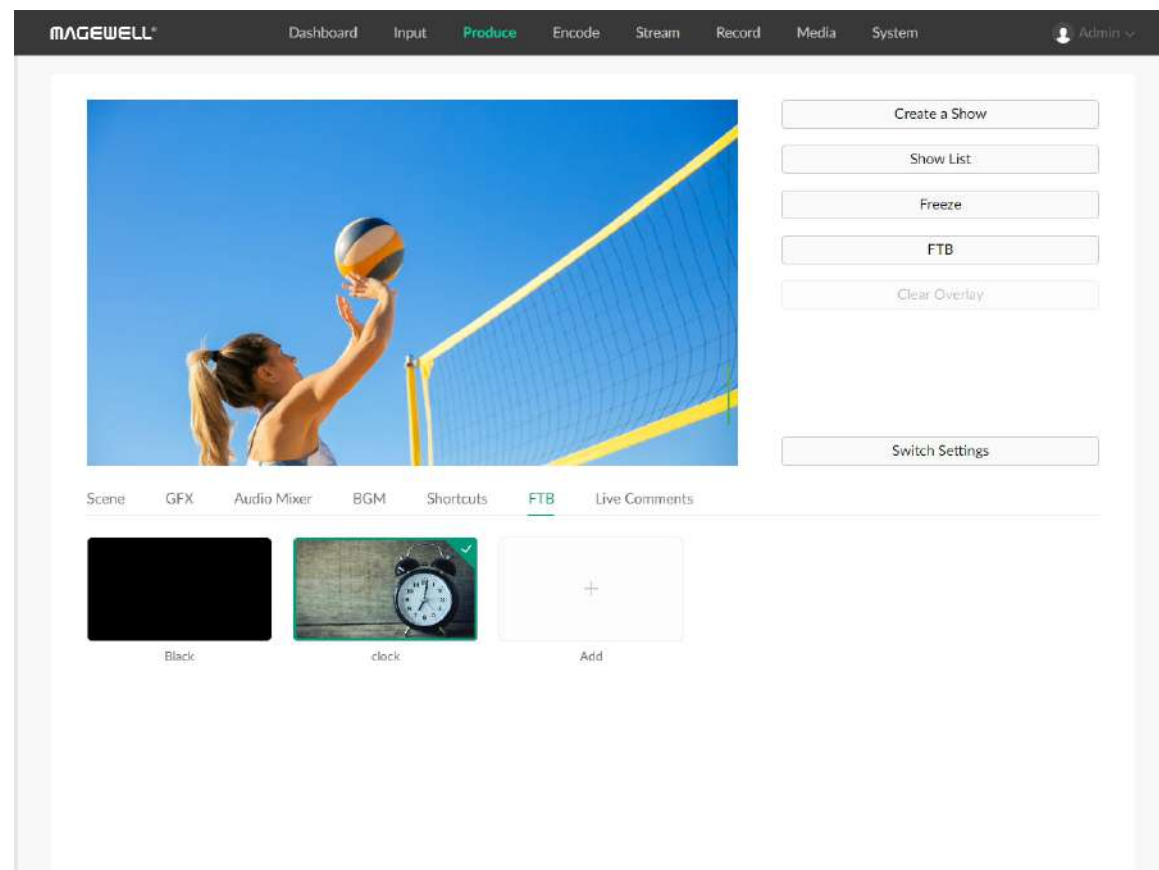 MAGEWELL®
Dashboard Input Produce Encode Stream Record Media System Admin
Create a Show
Show List
Freeze
FTB
Clear Overlay
Switch Settings
Scene GFX Audio Mixer BGM Shortcuts FTB Live Comments
Black clock Add